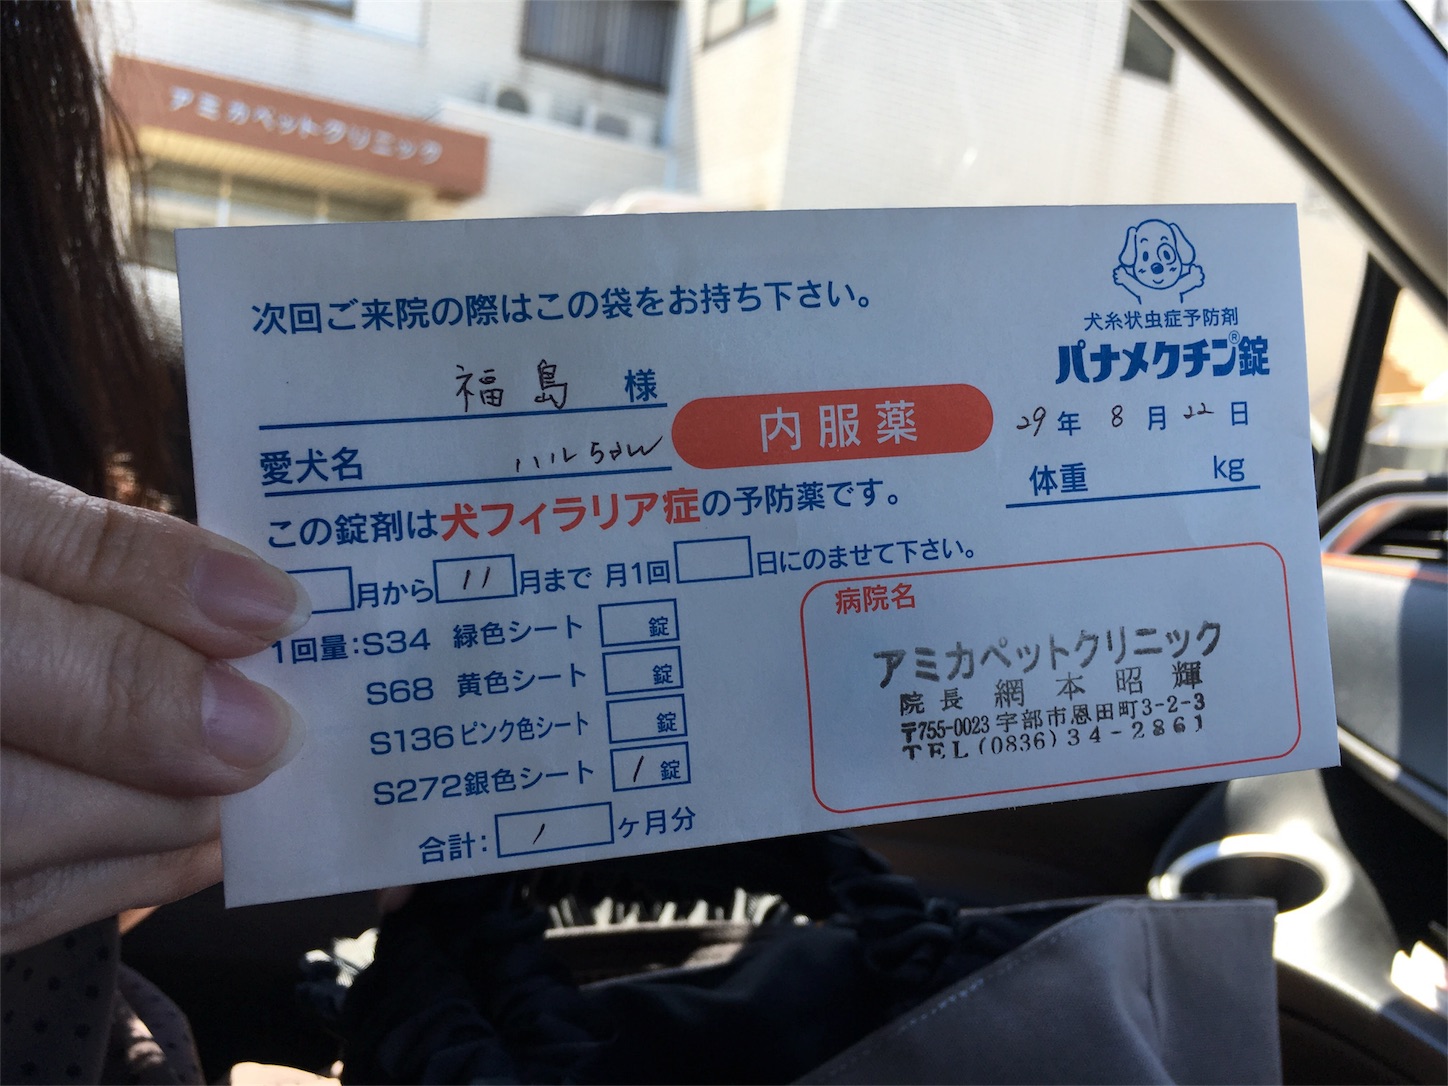 アミカペットクリニック
次回ご来院の際はこの袋をお持ち下さい。
犬糸状虫症予防剤
パナメクチン®錠
福島 様
内服薬
29年 8月 22日
愛犬名 ハルちゃん
体重 kg
この錠剤は犬フィラリア症の予防薬です。
月から 11 月まで 月1回 日にのませて下さい。
1回量:S34 緑色シート 錠
S68 黄色シート 錠
S136 ピンク色シート 錠
S272 銀色シート 1 錠
合計: 1 ヶ月分
病院名
アミカペットクリニック
院長 網本昭輝
〒755-0023 宇部市恩田町3-2-3
TEL(0836)34-2861